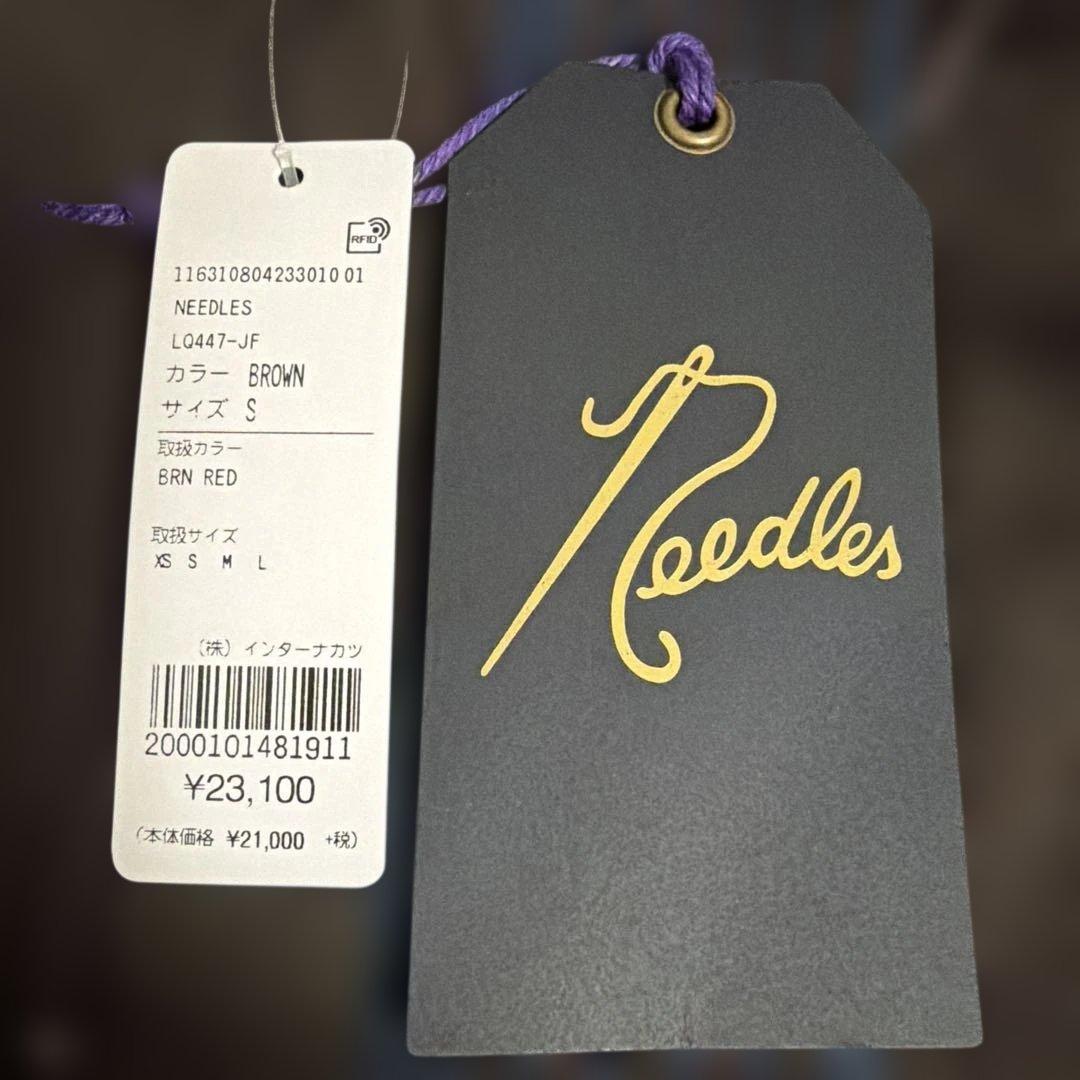 RFID
116310804233010 01
NEEDLES
LQ447-JF
カラー BROWN
サイズ S
取扱カラー
BRN RED
取扱サイズ
XS S M L
(株) インターナカツ
2000101481911
¥23,100
(本体価格 ¥21,000 +税)
Needles